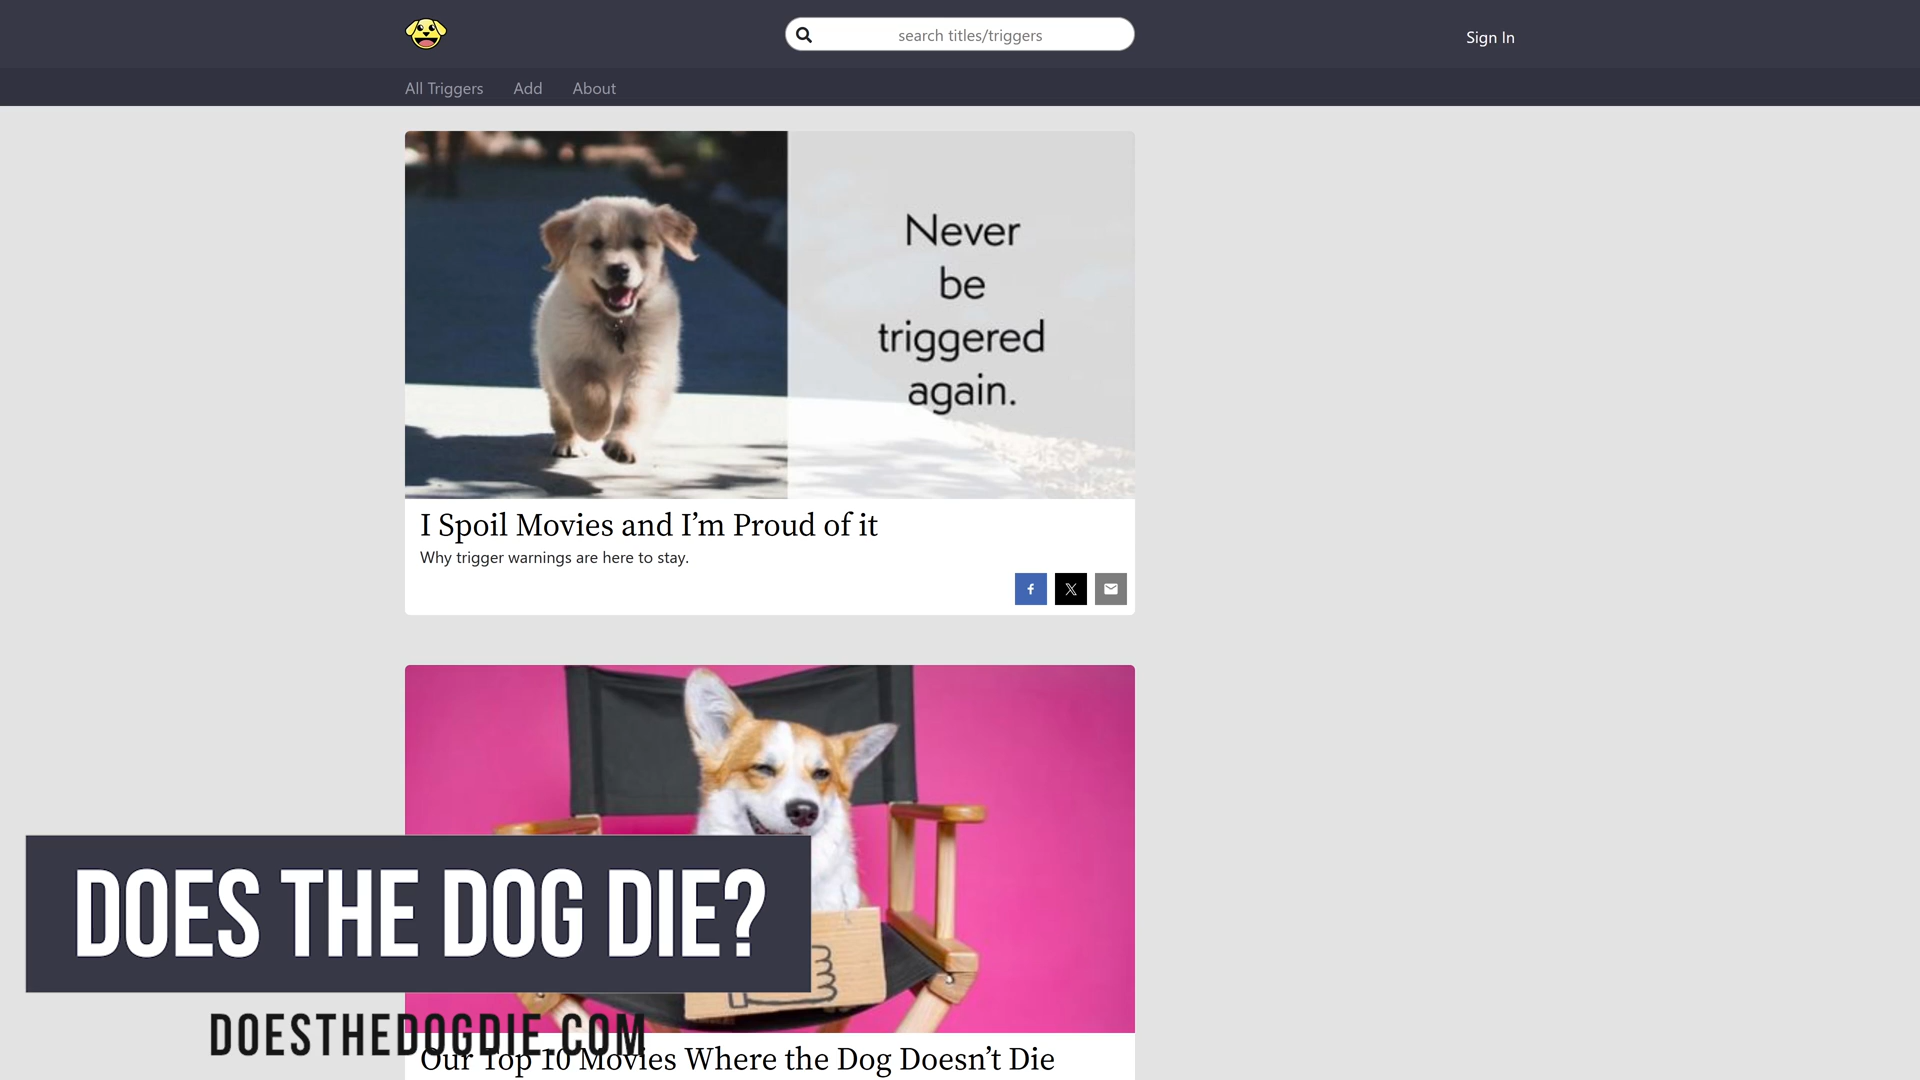 search titles/triggers
Sign In
All Triggers
Add
About
Never
be
triggered
again.
I Spoil Movies and I’m Proud of it
Why trigger warnings are here to stay.
DOES THE DOG DIE?
DOESTHEDOGDIE.COM
Our Top 10 Movies Where the Dog Doesn’t Die